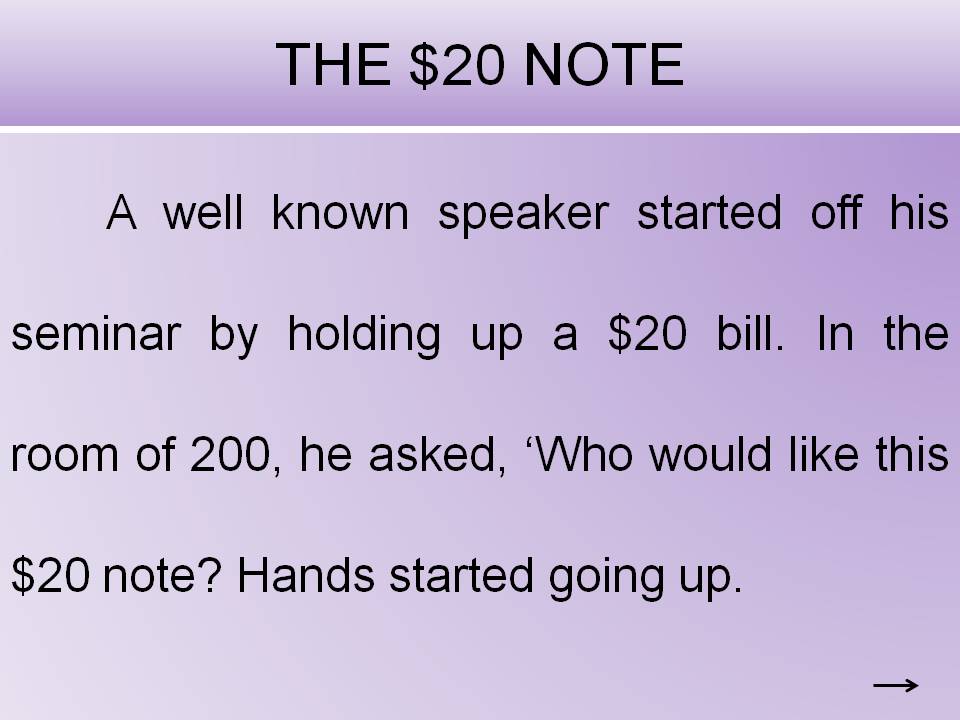 THE $20 NOTE
A well known speaker started off his
seminar by holding up a $20 bill. In the
room of 200, he asked, ‘Who would like this
$20 note? Hands started going up.